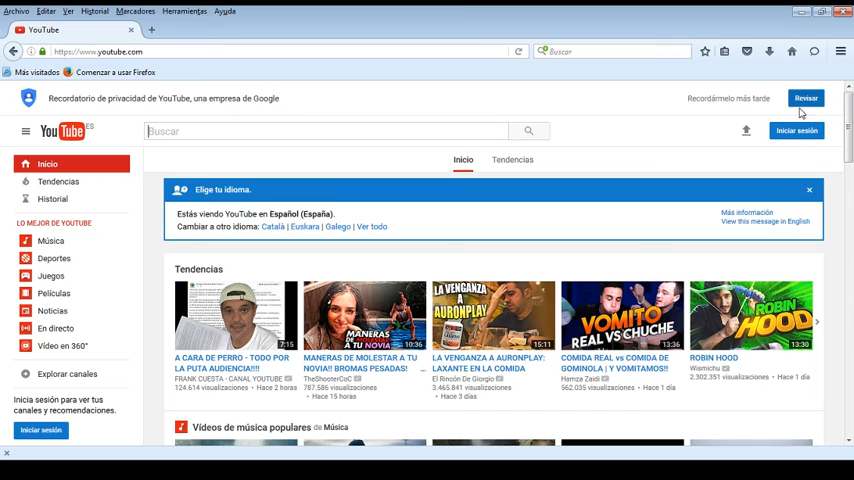 Archivo Editar Ver Historial Marcadores Herramientas Ayuda
YouTube
https://www.youtube.com
Buscar
Más visitados Comenzar a usar Firefox
Recordatorio de privacidad de YouTube, una empresa de Google
Recordármelo más tarde
Revisar
YouTube ES
Buscar
Iniciar sesión
Inicio
Tendencias
Historial
LO MEJOR DE YOUTUBE
Música
Deportes
Juegos
Películas
Noticias
En directo
Vídeo en 360°
Explorar canales
Inicia sesión para ver tus
canales y recomendaciones.
Iniciar sesión
Inicio Tendencias
Elige tu idioma.
Estás viendo YouTube en Español (España).
Cambiar a otro idioma: Català | Euskara | Galego | Ver todo
Más información
View this message in English
Tendencias
7:15
A CARA DE PERRO - TODO POR
LA PUTA AUDIENCIA!!!!
FRANK CUESTA - CANAL YOUTUBE
124.614 visualizaciones • Hace 2 horas
MANERAS
DE MOLESTAR A
TU NOVIA
10:36
MANERAS DE MOLESTAR A TU
NOVIA!! BROMAS PESADAS! ...
TheShooterCoC
787.586 visualizaciones
• Hace 15 horas
LA VENGANZA
A
AURONPLAY
15:11
LA VENGANZA A AURONPLAY:
LAXANTE EN LA COMIDA
El Rincón De Giorgio
3.465.841 visualizaciones
• Hace 3 días
VOMITO
REAL VS CHUCHE
13:36
COMIDA REAL vs COMIDA DE
GOMINOLA | Y VOMITAMOS!!
Hamza Zaidi
562.035 visualizaciones • Hace 1 día
ROBIN
HOOD
13:30
ROBIN HOOD
Wismichu
2.302.351 visualizaciones • Hace 1 día
Vídeos de música populares de Música